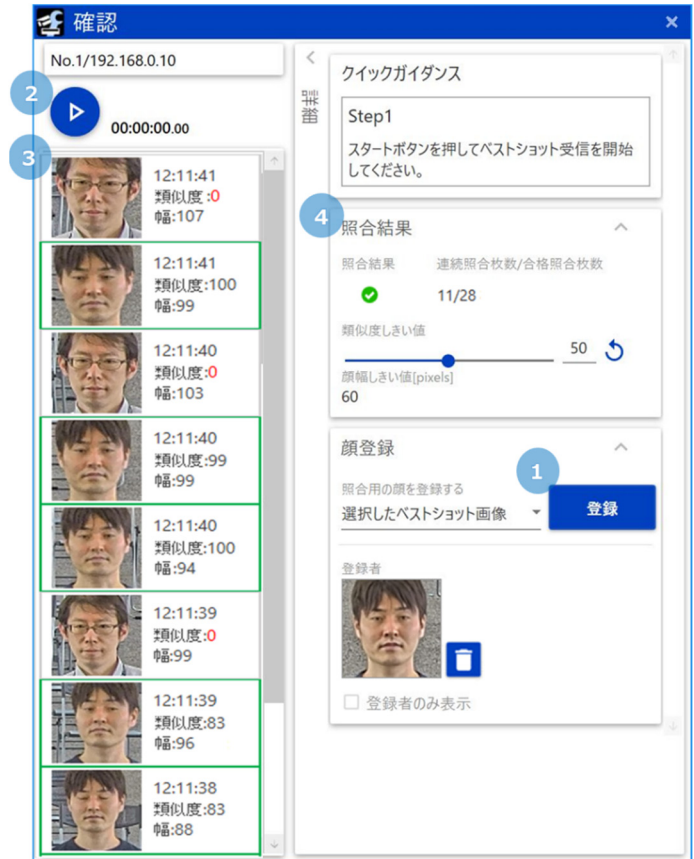 確認
No.1/192.168.0.10
2
00:00:00.00
3
12:11:41
類似度:0
幅:107
12:11:41
類似度:100
幅:99
12:11:40
類似度:0
幅:103
12:11:40
類似度:99
幅:99
12:11:40
類似度:100
幅:94
12:11:39
類似度:0
幅:99
12:11:39
類似度:83
幅:96
12:11:38
類似度:83
幅:88
詳細
クイックガイダンス
Step1
スタートボタンを押してベストショット受信を開始
してください。
4
照合結果
照合結果 連続照合枚数/合格照合枚数
11/28
類似度しきい値
50
顔幅しきい値[pixels]
60
顔登録
1
照合用の顔を登録する
選択したベストショット画像
登録
登録者
登録者のみ表示